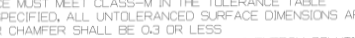 CE MUST MEET CLASS-M IN THE TOLERANCE TABLE
SPECIFIED, ALL UNTOLERANCED SURFACE DIMENSIONS
CHAMFER SHALL BE 0.3 OR LESS